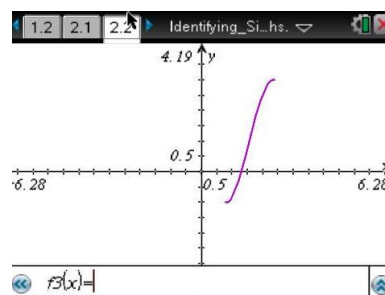 1.2 2.1 2.2 Identifying_Si…hs.
4.19 y
0.5
x
-6.28 0.5 6.28
f3(x)=